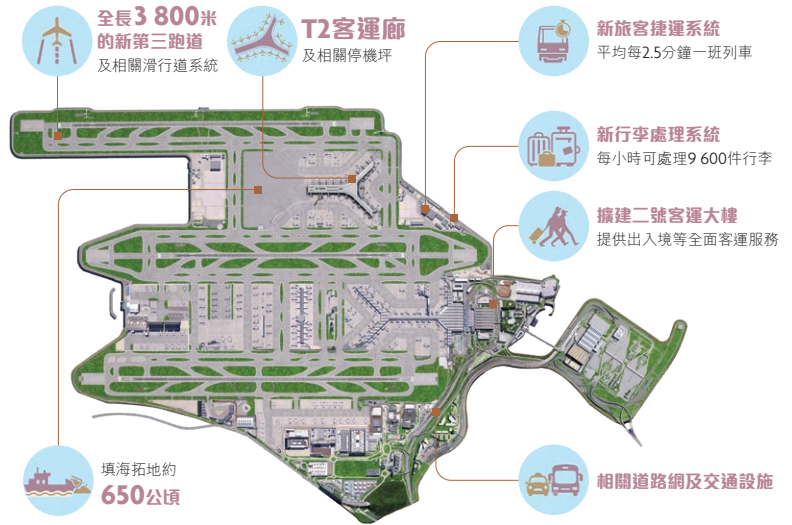 全長3 800米
的新第三跑道
及相關滑行道系統
T2客運廊
及相關停機坪
新旅客捷運系統
平均每2.5分鐘一班列車
新行李處理系統
每小時可處理9 600件行李
擴建二號客運大樓
提供出入境等全面客運服務
填海拓地約
650公頃
相關道路網及交通設施